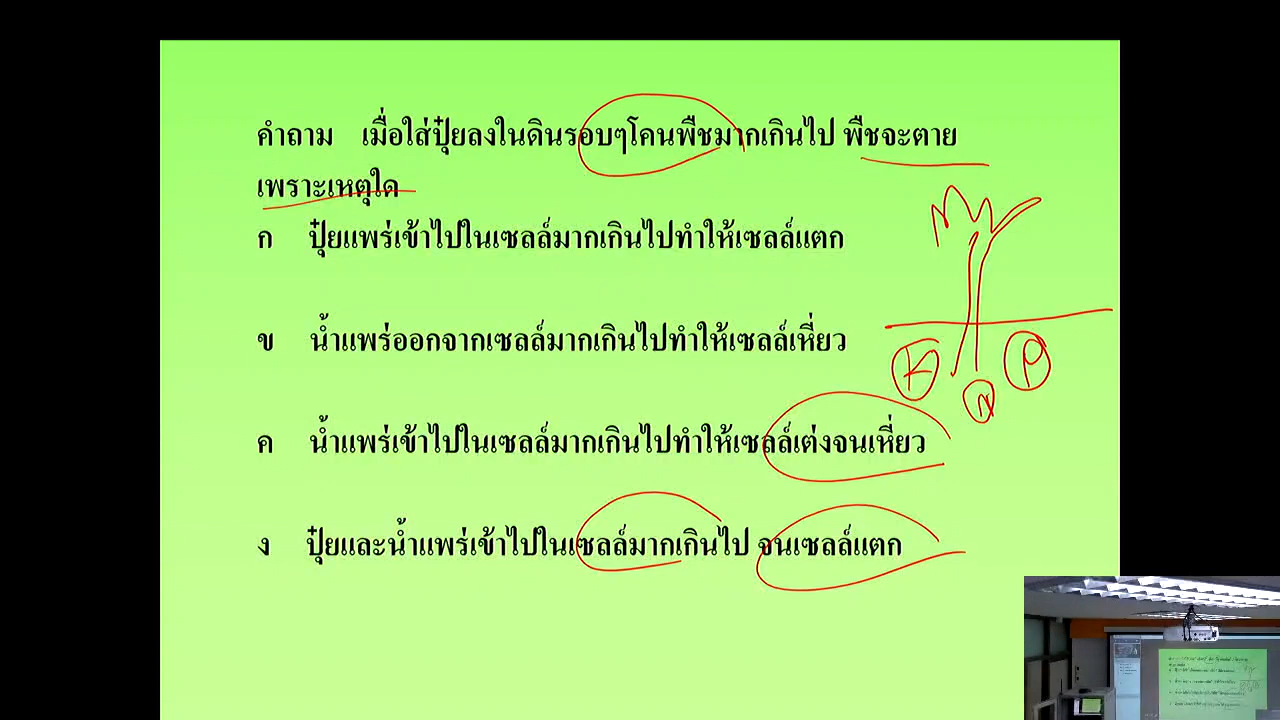 คำถาม เมื่อใส่ปุ๋ยลงในดินรอบๆโคนพืชมากเกินไป พืชจะตาย
เพราะเหตุใด
ก ปุ๋ยแพร่เข้าไปในเซลล์มากเกินไปทำให้เซลล์แตก
ข น้ำแพร่ออกจากเซลล์มากเกินไปทำให้เซลล์เหี่ยว
K
P
N
ค น้ำแพร่เข้าไปในเซลล์มากเกินไปทำให้เซลล์เต่งจนเหี่ยว
ง ปุ๋ยและน้ำแพร่เข้าไปในเซลล์มากเกินไป จนเซลล์แตก